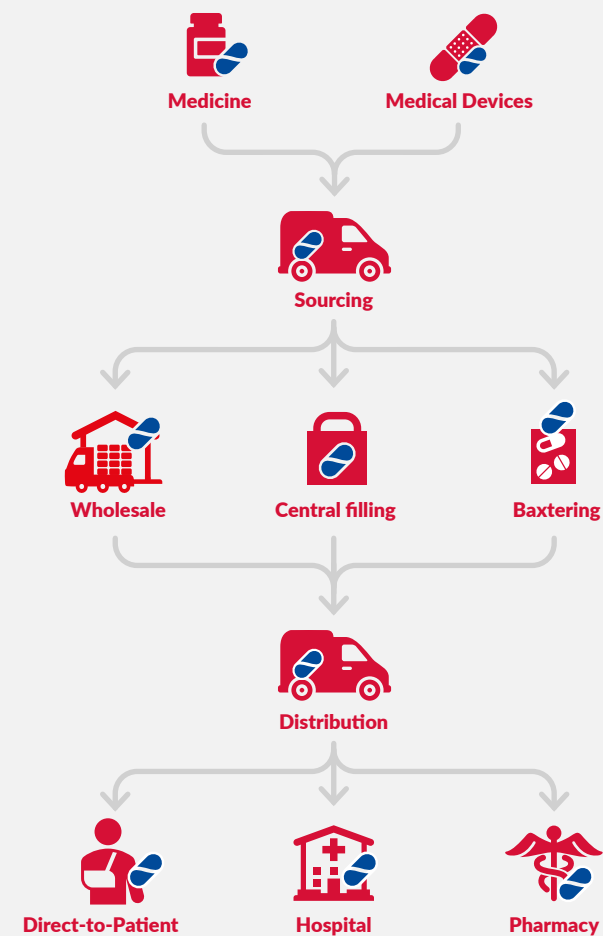 Medicine
Medical Devices
Sourcing
Wholesale
Central filling
Baxtering
Distribution
Direct-to-Patient
Hospital
Pharmacy